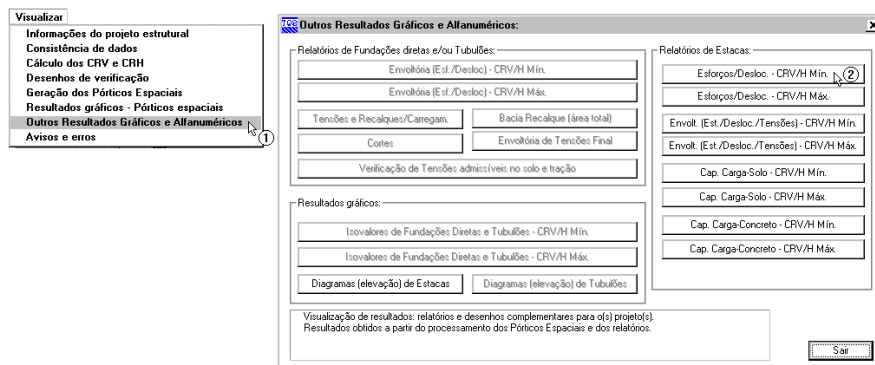 Visualizar
Informações do projeto estrutural
Consistência de dados
Cálculo dos CRV e CRH
Desenhos de verificação
Geração dos Pórticos Espaciais
Resultados gráficos - Pórticos espaciais
Outros Resultados Gráficos e Alfanuméricos
Avisos e erros
1
TQS Outros Resultados Gráficos e Alfanuméricos:
Relatórios de Fundações diretas e/ou Tubulões:
Envoltória (Esf./Desloc) - CRV/H Mín.
Envoltória (Esf./Desloc) - CRV/H Máx.
Tensões e Recalques/Carregam.
Bacia Recalque (área total)
Cortes
Envoltória de Tensões Final
Verificação de Tensões admissíveis no solo e tração
Resultados gráficos:
Isovalores de Fundações Diretas e Tubulões - CRV/H Mín.
Isovalores de Fundações Diretas e Tubulões - CRV/H Máx.
Diagramas (elevação) de Estacas
Diagramas (elevação) de Tubulões
Relatórios de Estacas:
Esforços/Desloc. - CRV/H Mín.
2
Esforços/Desloc. - CRV/H Máx.
Envolt. (Est./Desloc./Tensões) - CRV/H Mín.
Envolt. (Est./Desloc./Tensões) - CRV/H Máx.
Cap. Carga-Solo - CRV/H Mín.
Cap. Carga-Solo - CRV/H Máx.
Cap. Carga-Concreto - CRV/H Mín.
Cap. Carga-Concreto - CRV/H Máx.
Visualização de resultados: relatórios e desenhos complementares para o(s) projeto(s).
Resultados obtidos a partir do processamento dos Pórticos Espaciais e dos relatórios.
Sair